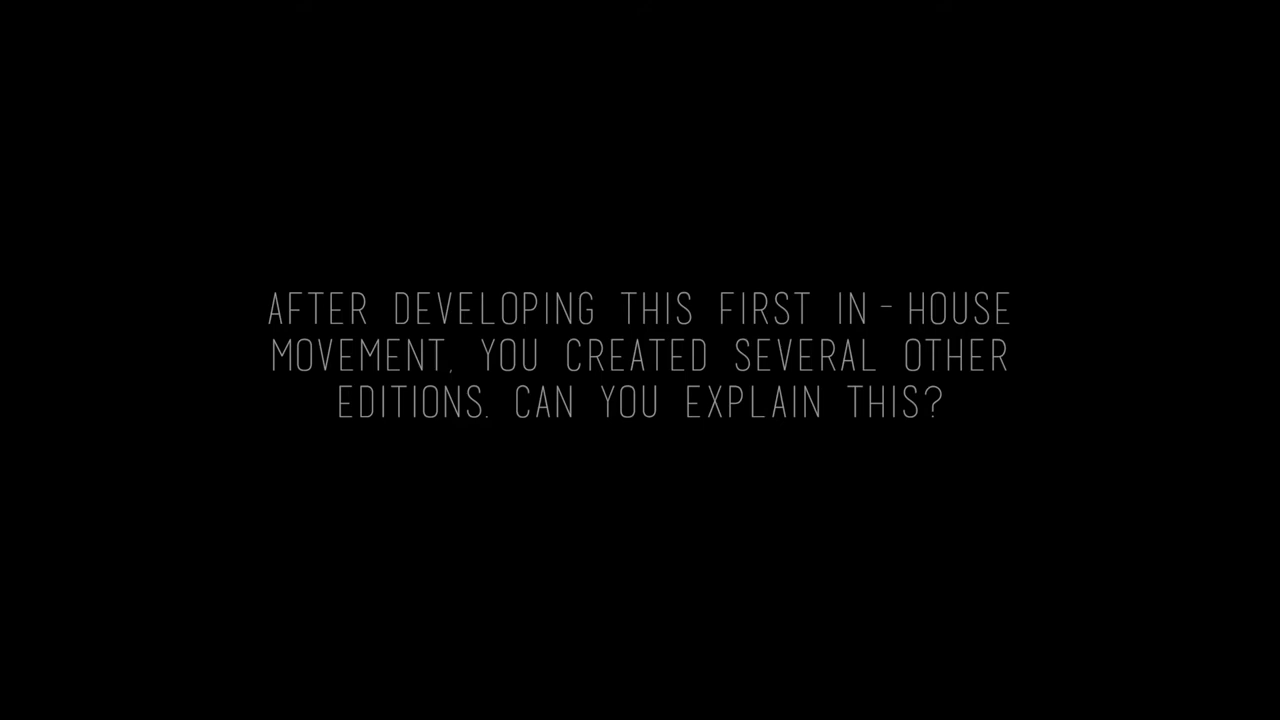 AFTER DEVELOPING THIS FIRST IN-HOUSE
MOVEMENT, YOU CREATED SEVERAL OTHER
EDITIONS. CAN YOU EXPLAIN THIS?